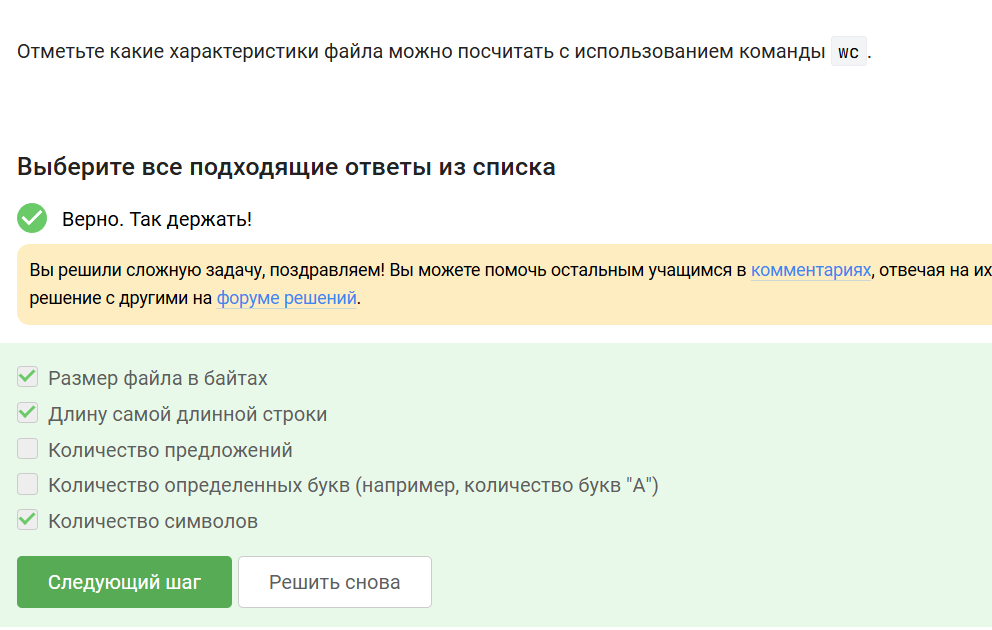 Отметьте какие характеристики файла можно посчитать с использованием команды wc.
Выберите все подходящие ответы из списка
Верно. Так держать!
Вы решили сложную задачу, поздравляем! Вы можете помочь остальным учащимся в комментариях, отвечая на их
решение с другими на форуме решений.
Размер файла в байтах
Длину самой длинной строки
Количество предложений
Количество определенных букв (например, количество букв "А")
Количество символов
Следующий шаг Решить снова